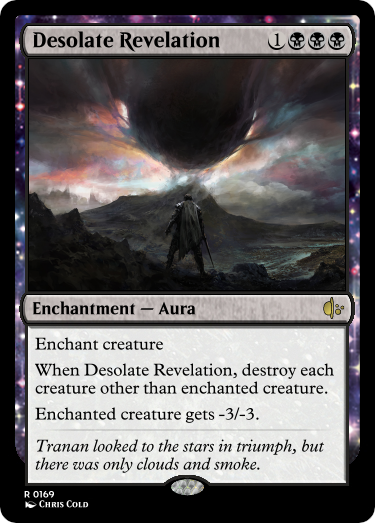 Desolate Revelation 1
Enchantment — Aura
Enchant creature
When Desolate Revelation, destroy each
creature other than enchanted creature.
Enchanted creature gets -3/-3.
Tranan looked to the stars in triumph, but
there was only clouds and smoke.
R 0169
Chris Cold